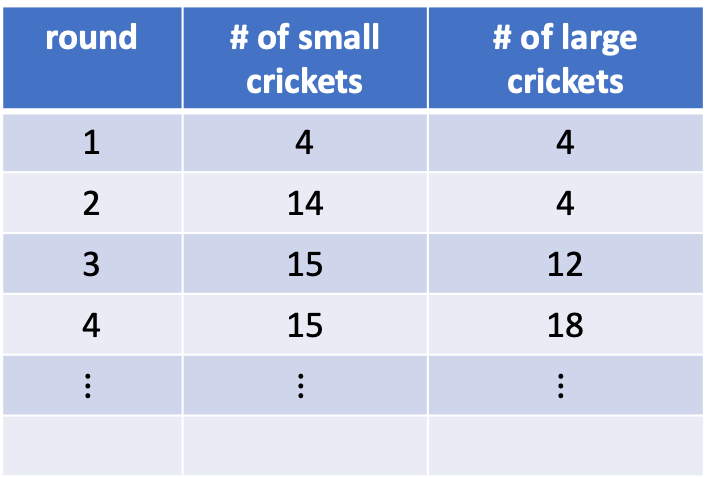 round # of small crickets # of large crickets
1 4 4
2 14 4
3 15 12
4 15 18
⋮ ⋮ ⋮